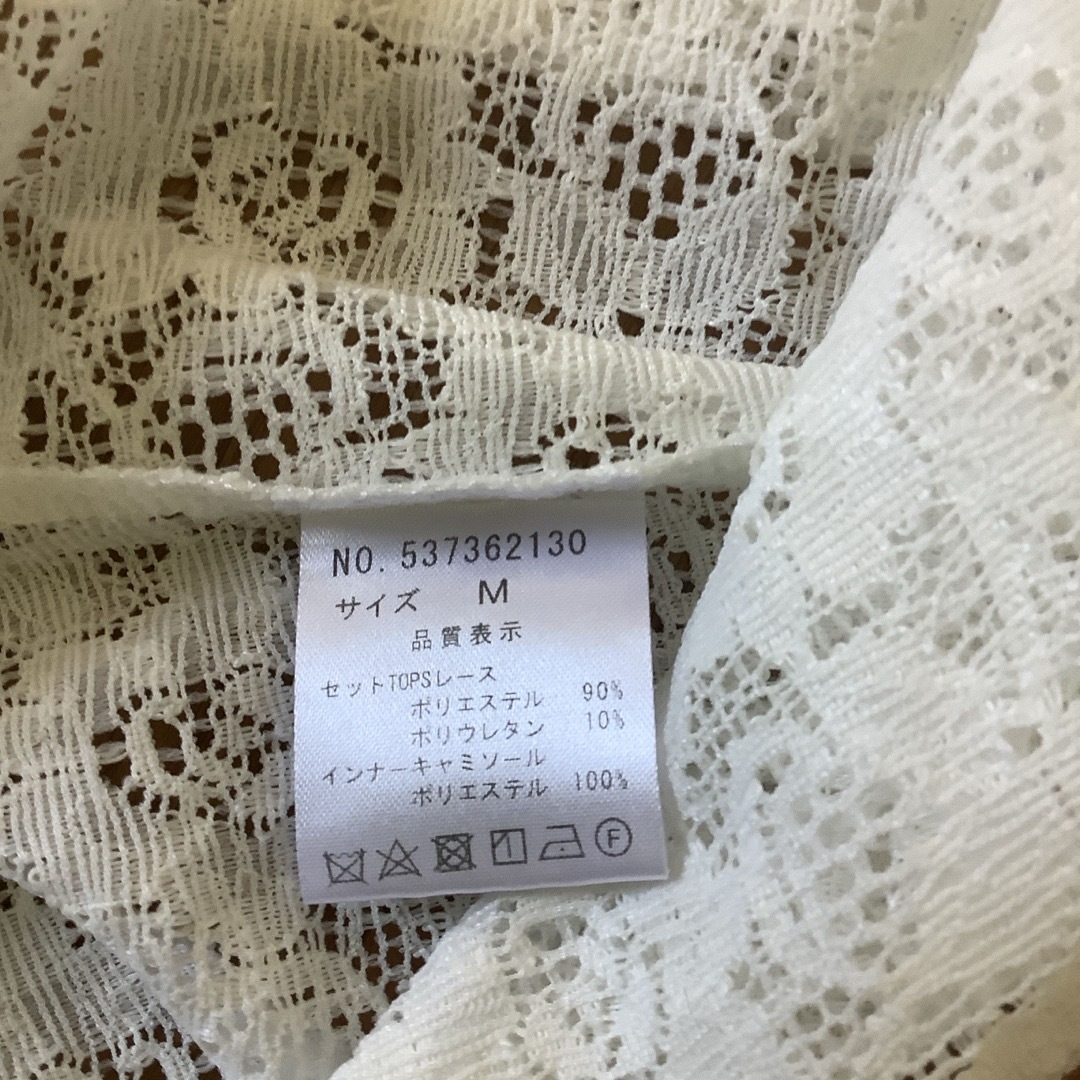 NO. 537362130
サイズ M
品質表示
セットTOPSレース
ポリエステル 90%
ポリウレタン 10%
インナーキャミソール
ポリエステル 100%
F